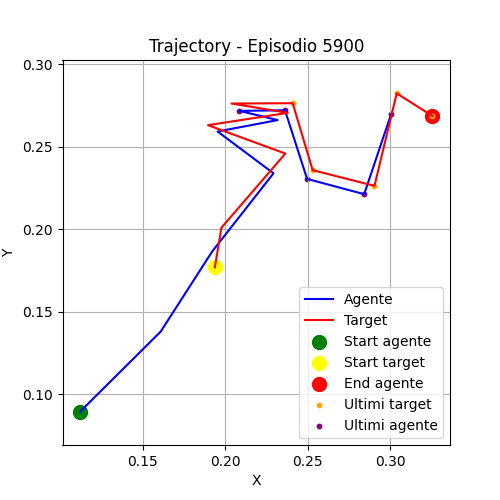 Trajectory - Episodio 5900
0.30
0.25
0.20
0.15
0.10
Y
0.15
0.20
0.25
0.30
X
Agente
Target
Start agente
Start target
End agente
Ultimi target
Ultimi agente